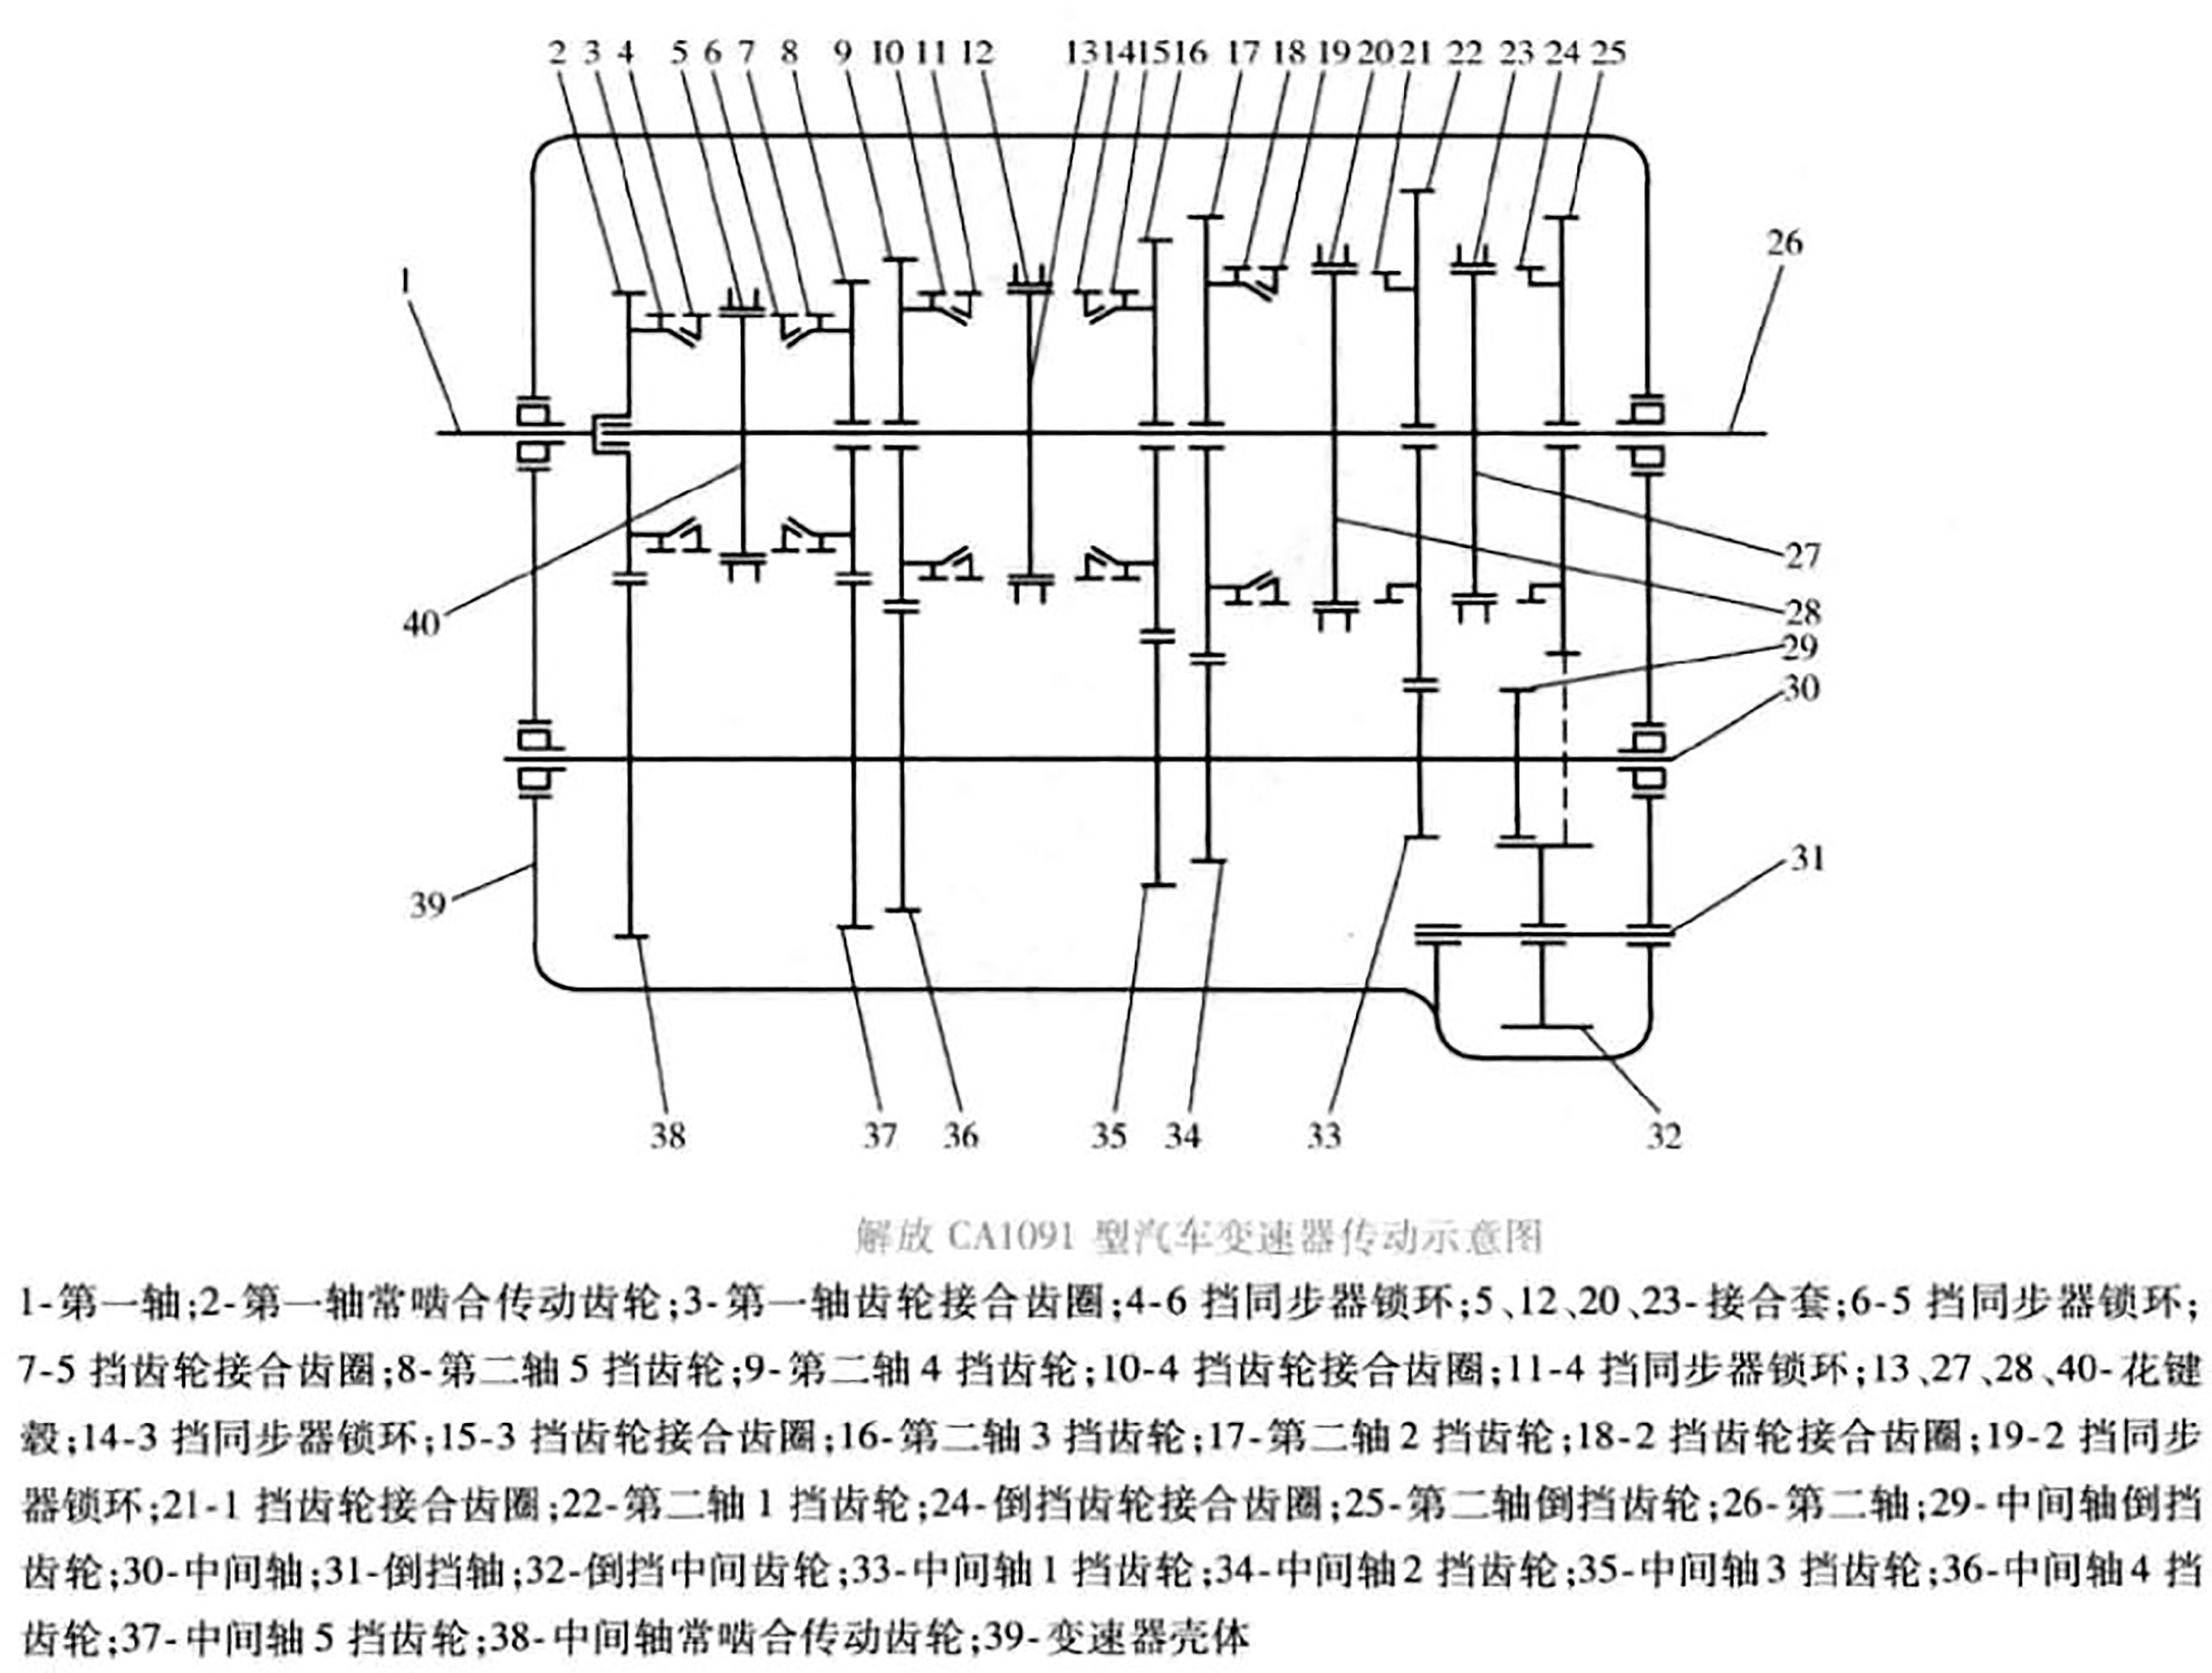 2 3 4 5 6 7 8 9 10 11 12 13 14 15 16 17 18 19 20 21 22 23 24 25
26
1
27
40
28
29
30
31
39
38 37 36 35 34 33 32
解放 CA1091 型汽车变速器传动示意图
1-第一轴;2-第一轴常啮合传动齿轮;3-第一轴齿轮接合齿圈;4-6 挡同步器锁环;5、12、20、23-接合套;6-5 挡同步器锁环;
7-5 挡齿轮接合齿圈;8-第二轴 5 挡齿轮;9-第二轴 4 挡齿轮;10-4 挡齿轮接合齿圈;11-4 挡同步器锁环;13、27、28、40-花键
毂;14-3 挡同步器锁环;15-3 挡齿轮接合齿圈;16-第二轴 3 挡齿轮;17-第二轴 2 挡齿轮;18-2 挡齿轮接合齿圈;19-2 挡同步
器锁环;21-1 挡齿轮接合齿圈;22-第二轴 1 挡齿轮;24-倒挡齿轮接合齿圈;25-第二轴倒挡齿轮;26-第二轴;29-中间轴倒挡
齿轮;30-中间轴;31-倒挡轴;32-倒挡中间齿轮;33-中间轴 1 挡齿轮;34-中间轴 2 挡齿轮;35-中间轴 3 挡齿轮;36-中间轴 4 挡
齿轮;37-中间轴 5 挡齿轮;38-中间轴常啮合传动齿轮;39-变速器壳体